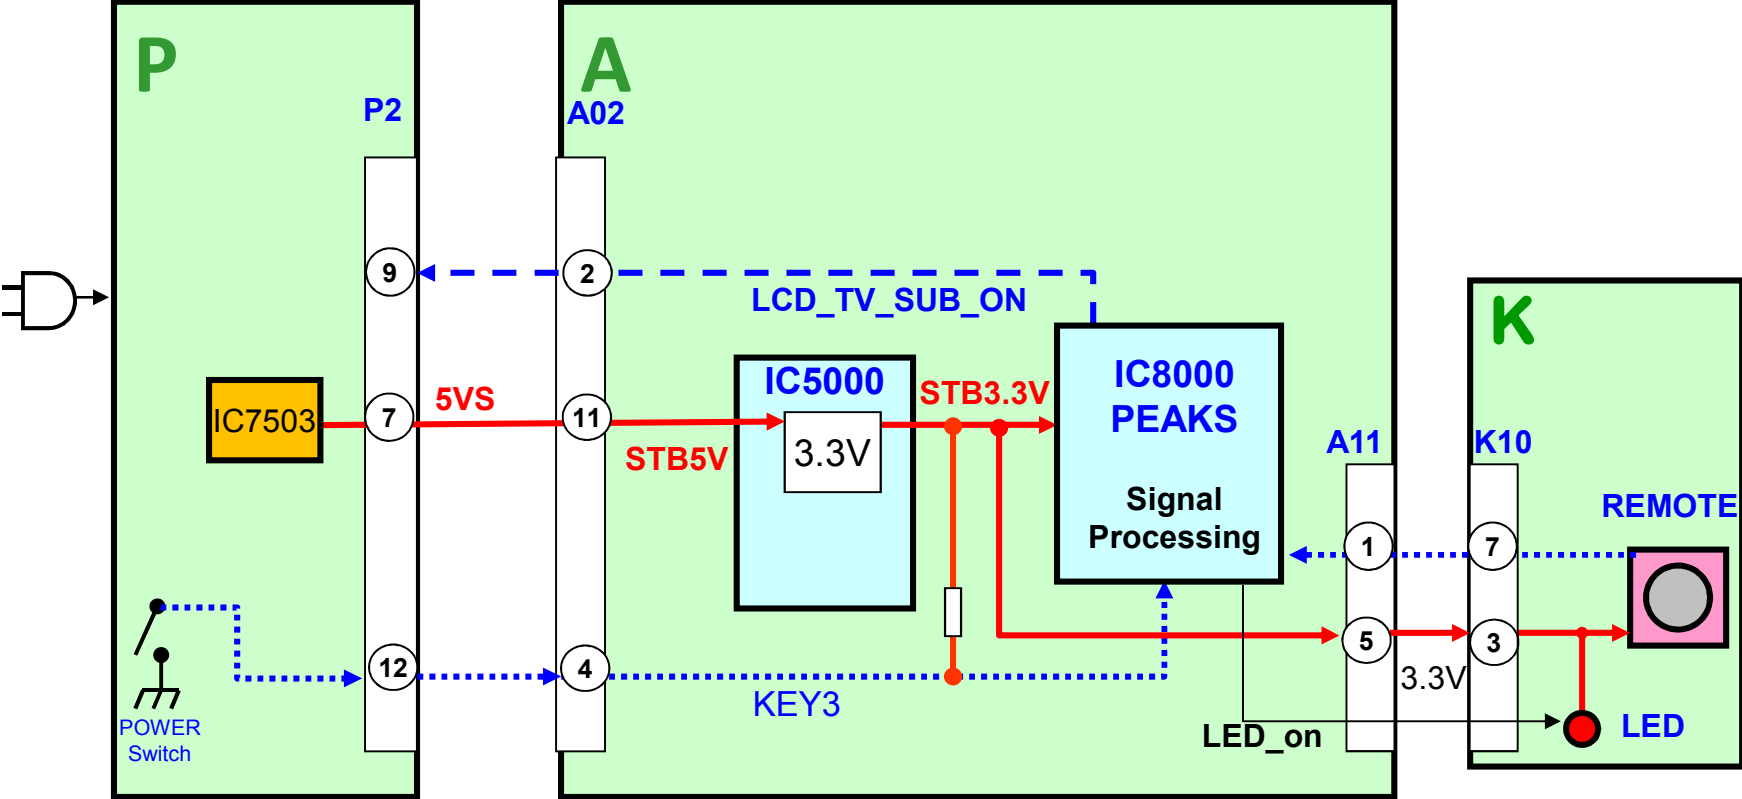 P
A
P2
A02
9
2
LCD_TV_SUB_ON
K
IC5000
STB3.3V
IC8000
PEAKS
5VS
IC7503
7
11
STB5V
3.3V
A11
K10
Signal
Processing
REMOTE
1
7
12
4
5
3
3.3V
KEY3
POWER
Switch
LED_on
LED